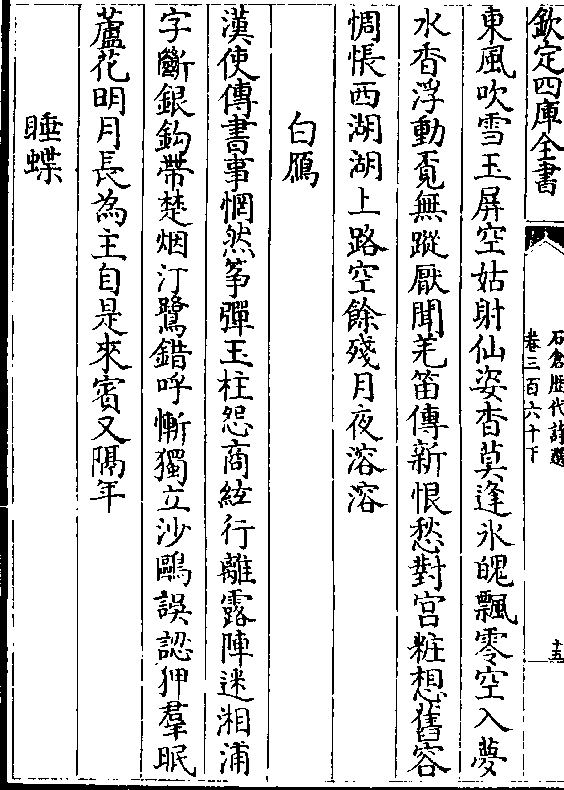 欽定四庫全書
石倉歷代詩選
卷三百六十下
十五
東風吹雪玉屏空姑射仙姿杳莫逢氷魄飄零空入夢
水香浮動覔無蹤厭聞羌笛傳新恨愁對宫粧想舊容
惆悵西湖湖上路空餘殘月夜溶溶
白鴈
漢使傳書事惘然筝彈玉柱怨商絃行離露陣迷湘浦
字斷銀鈎帶楚烟汀鷺錯呼慚獨立沙鷗誤認狎羣眠
蘆花明月長為主自是來賓又隔年
睡蝶